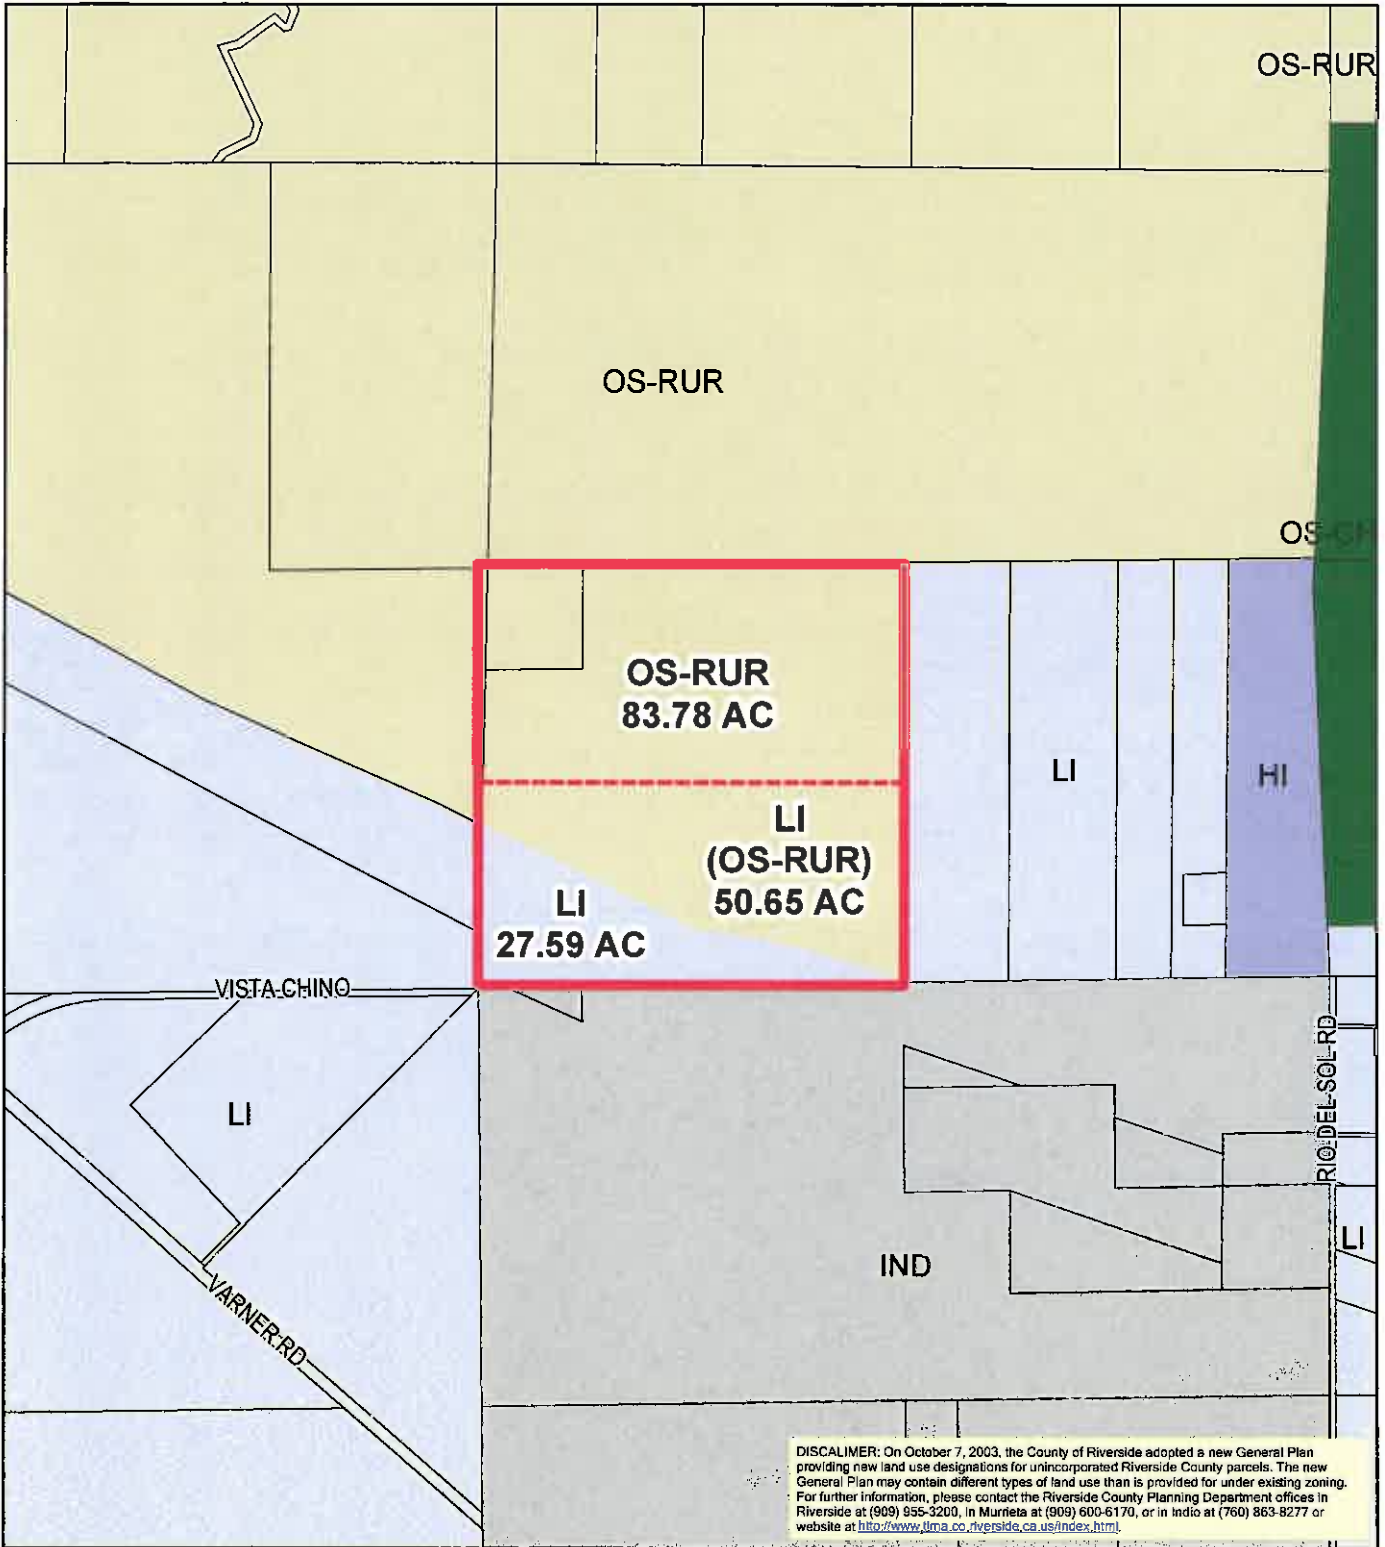 OS-RUR
OS-RUR
OS-CH
OS-RUR
83.78 AC
LI
HI
LI
(OS-RUR)
50.65 AC
LI
27.59 AC
VISTA CHINO
LI
RIO DEL SOL RD
LI
IND
VARNER RD
DISCALIMER: On October 7, 2003, the County of Riverside adopted a new General Plan
providing new land use designations for unincorporated Riverside County parcels. The new
General Plan may contain different types of land use than is provided for under existing zoning.
For further information, please contact the Riverside County Planning Department offices in
Riverside at (909) 955-3200, in Murrieta at (909) 600-6170, or in Indio at (760) 863-8277 or
website at http://www.tlma.co.riverside.ca.us/index.html.